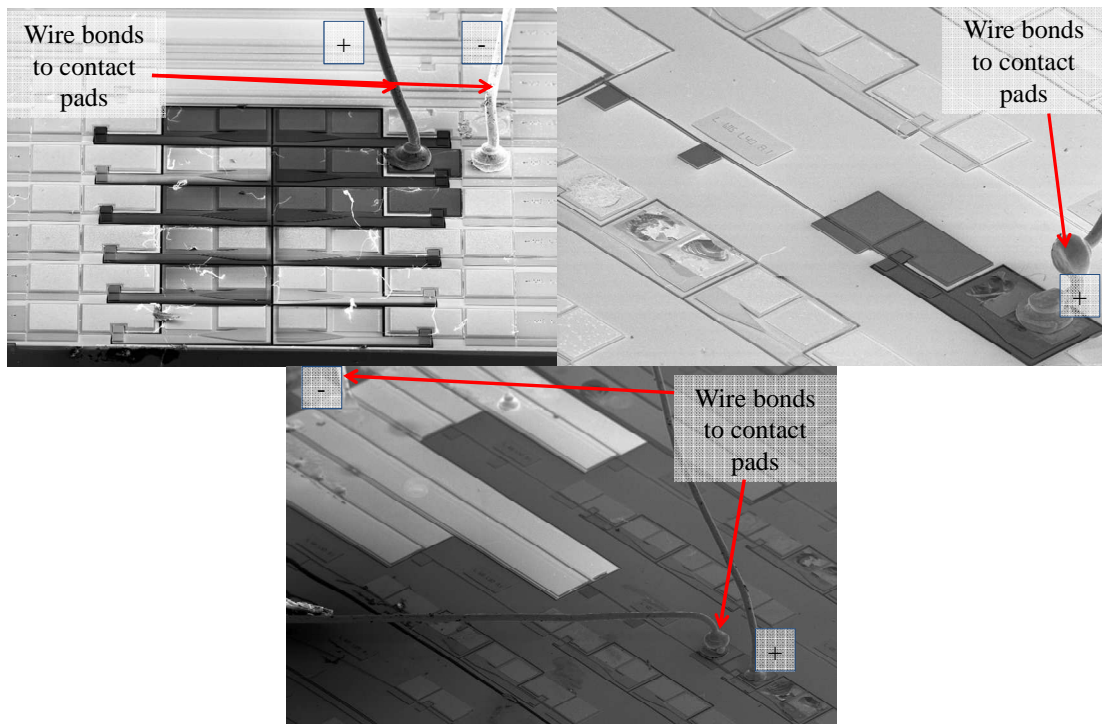 Wire bonds
to contact
pads
+
-
Wire bonds
to contact
pads
+
-
Wire bonds
to contact
pads
+